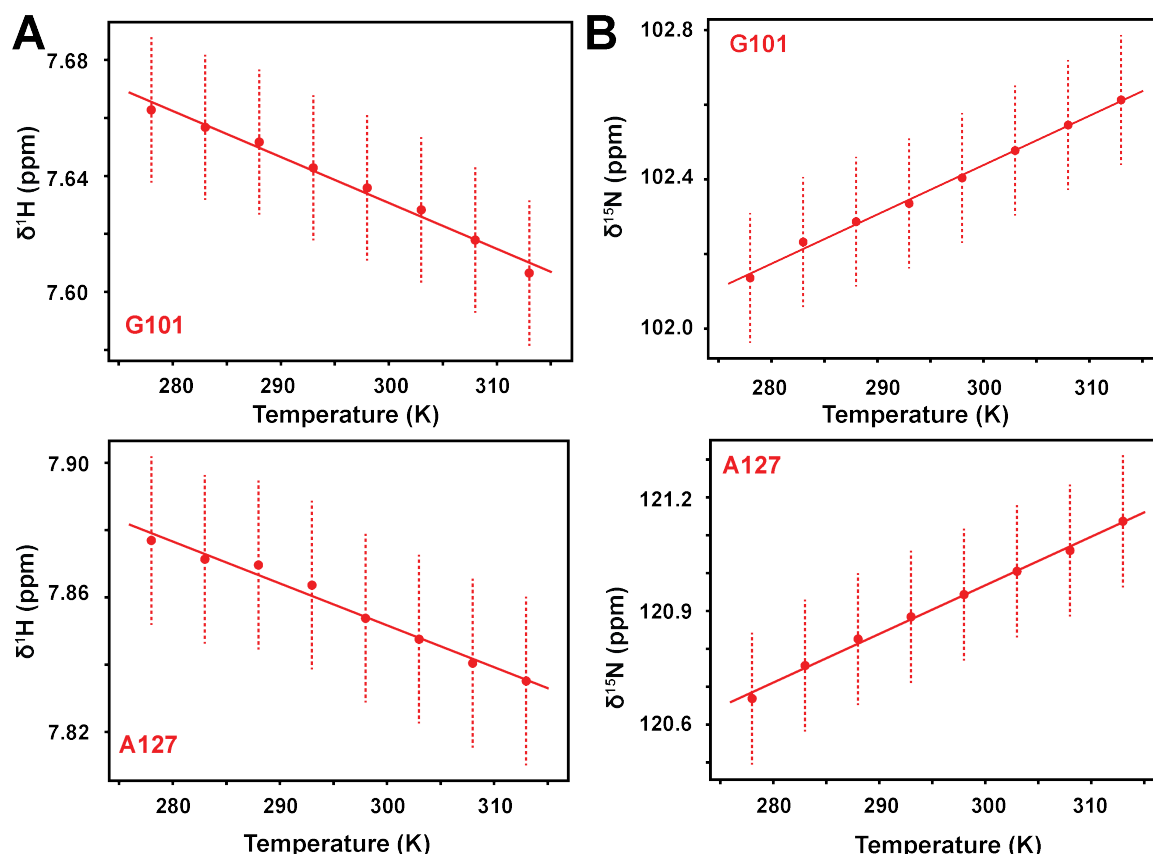 A
7.68
7.64
7.60
δ¹H (ppm)
G101
280 290 300 310
Temperature (K)
B
102.8
102.4
102.0
δ¹⁵N (ppm)
G101
280 290 300 310
Temperature (K)
7.90
7.86
7.82
δ¹H (ppm)
A127
280 290 300 310
Temperature (K)
121.2
120.9
120.6
δ¹⁵N (ppm)
A127
280 290 300 310
Temperature (K)